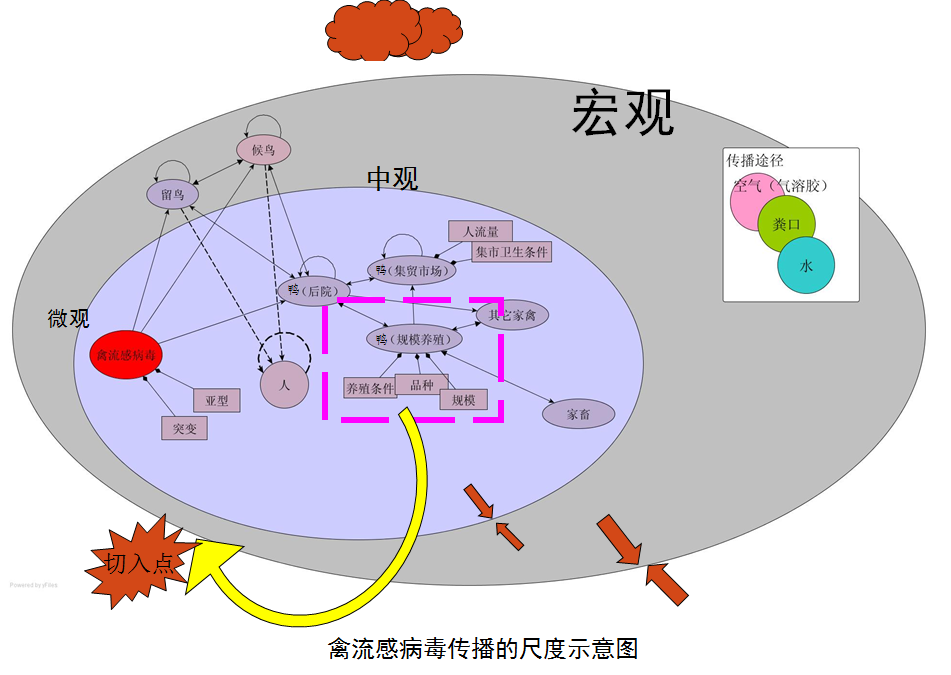 宏观
传播途径
空气（气溶胶）
粪口
水
候鸟
留鸟
中观
人流量
集市卫生条件
鸭（集贸市场）
鸭（后院）
其它家禽
微观
禽流感病毒
鸭（规模养殖）
人
养殖条件
品种
规模
亚型
突变
家畜
切入点
Powered by yFiles
禽流感病毒传播的尺度示意图